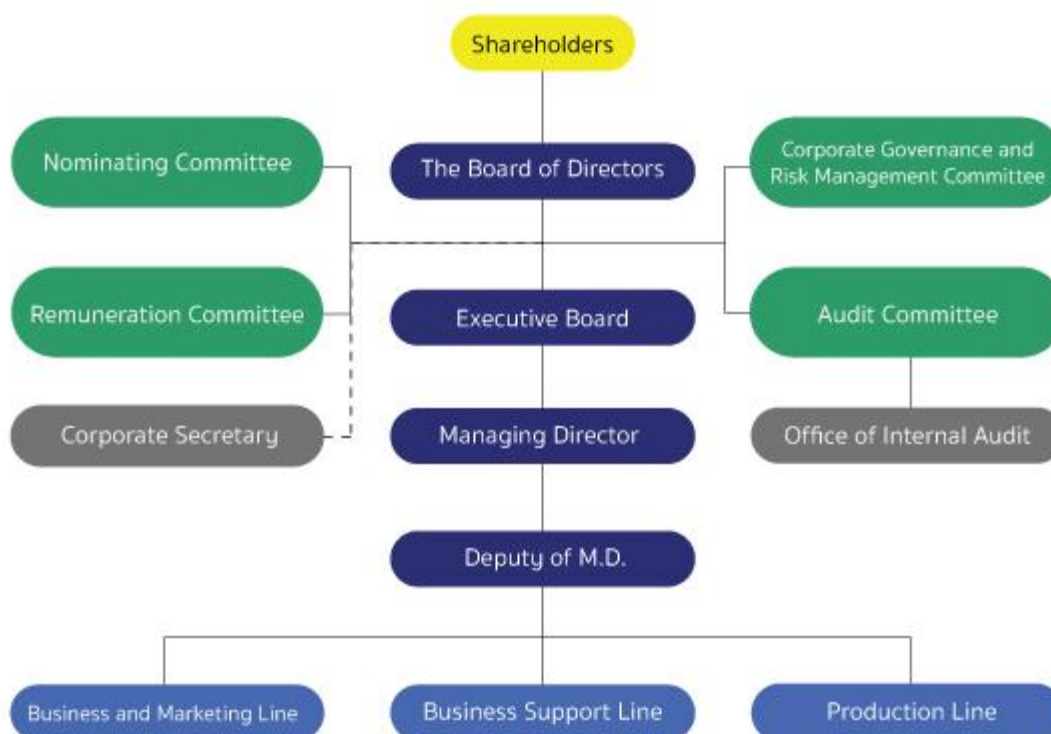 Shareholders
Nominating Committee
The Board of Directors
Corporate Governance and
Risk Management Committee
Remuneration Committee
Executive Board
Audit Committee
Corporate Secretary
Managing Director
Office of Internal Audit
Deputy of M.D.
Business and Marketing Line
Business Support Line
Production Line